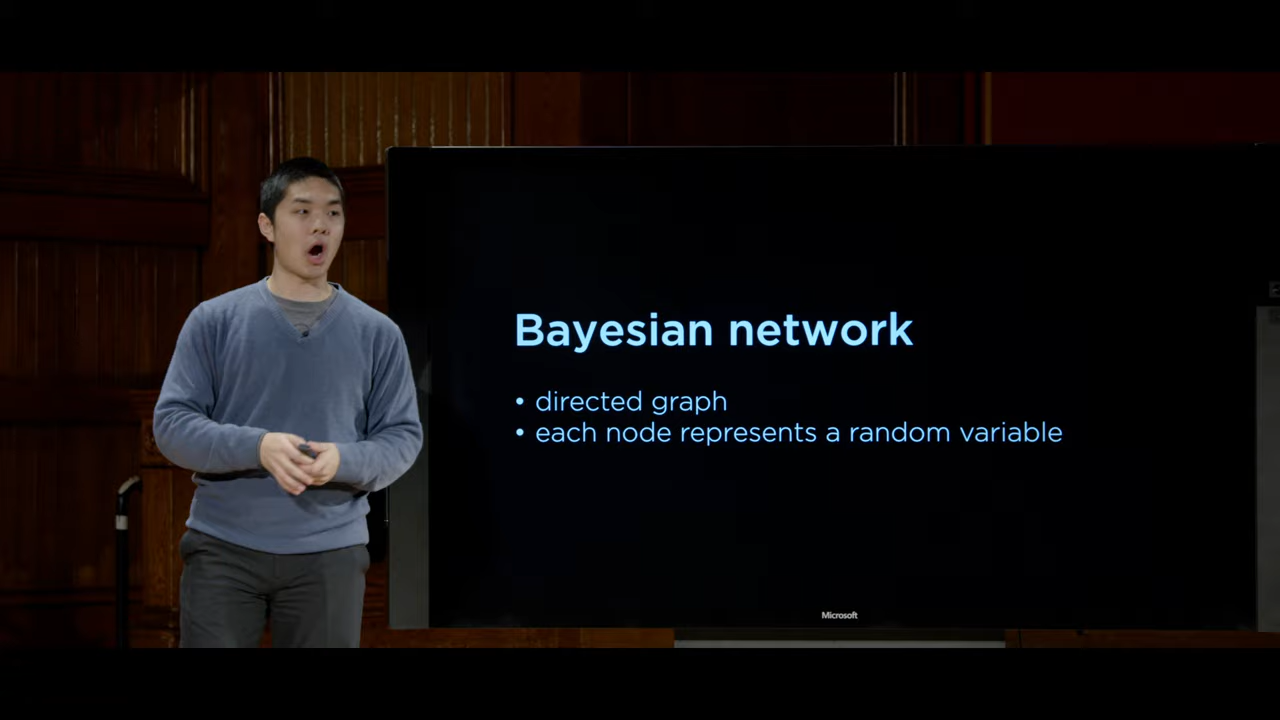 Bayesian network
• directed graph
• each node represents a random variable
Microsoft